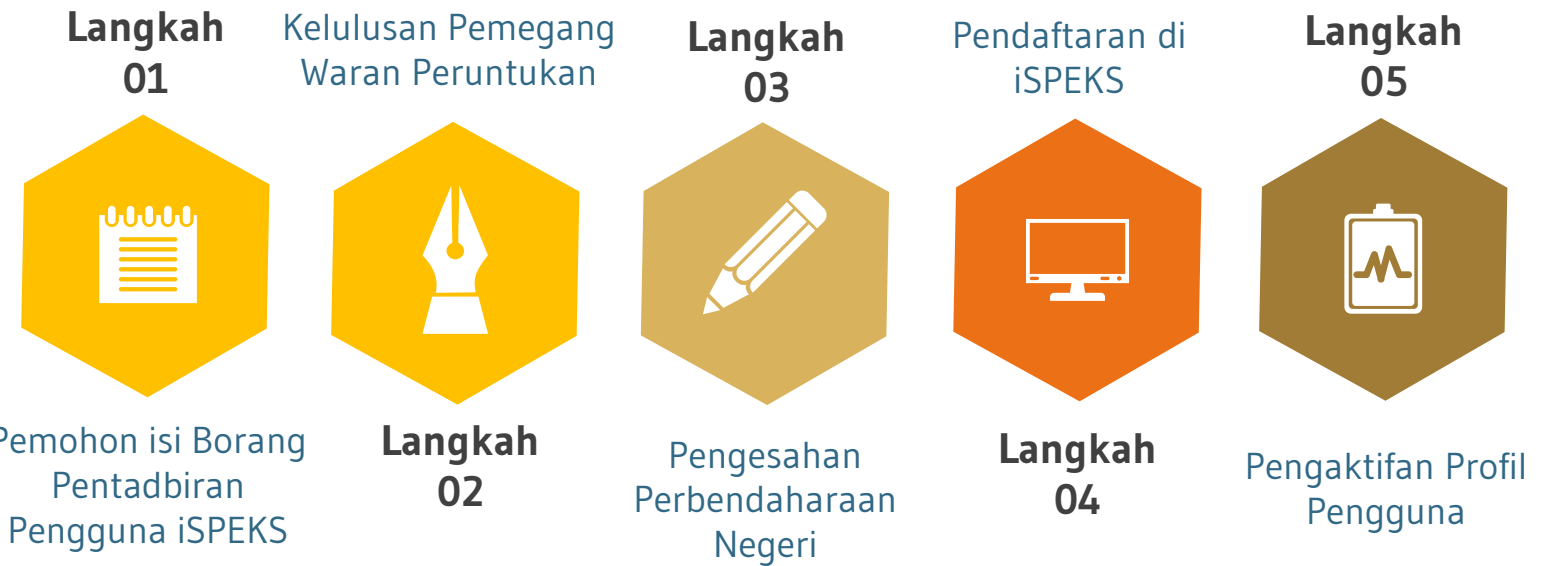 Langkah
01
Pemohon isi Borang
Pentadbiran
Pengguna iSPEKS
Kelulusan Pemegang
Waran Peruntukan
Langkah
02
Langkah
03
Pengesahan
Perbendaharaan
Negeri
Pendaftaran di
iSPEKS
Langkah
04
Langkah
05
Pengaktifan Profil
Pengguna